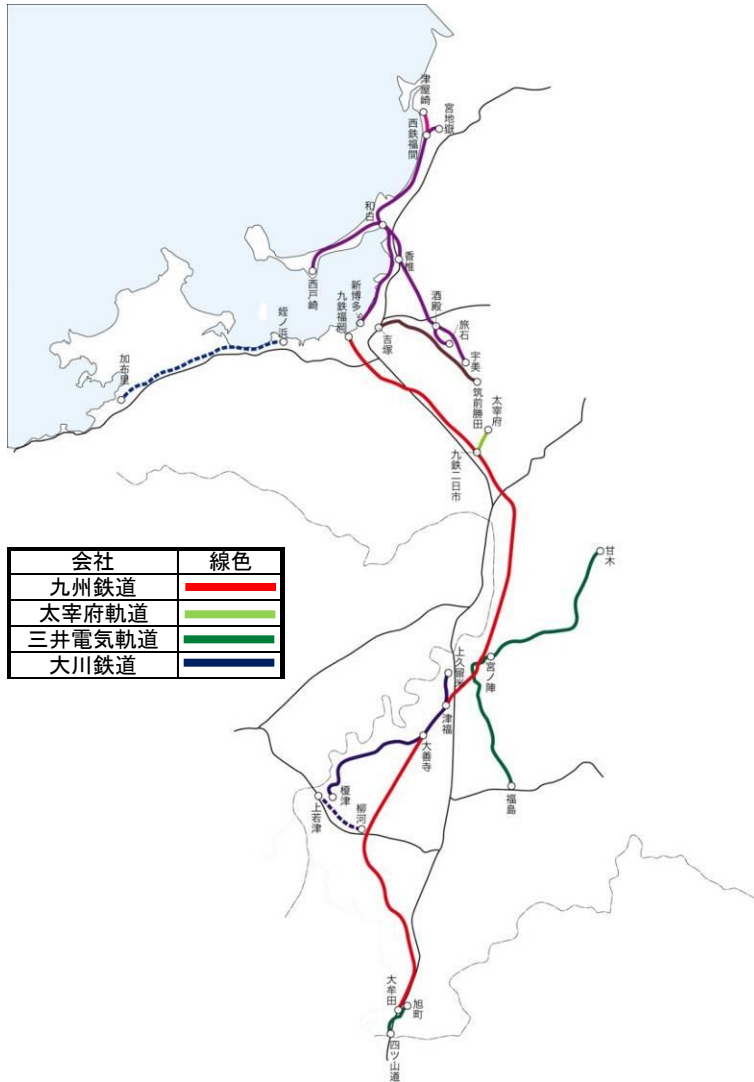 津屋崎
宮地嶽
西鉄福間
和白
香椎
西戸崎
新博多
九鉄福岡
酒殿
旅石
宇美
吉塚
姪ノ浜
加布里
筑前勝田
太宰府
九鉄二日市
甘木
会社 線色
九州鉄道
太宰府軌道
三井電気軌道
大川鉄道
上久留米
宮ノ陣
津福
大善寺
榎津
上若津
柳河
福島
大牟田
旭町
四ツ山道